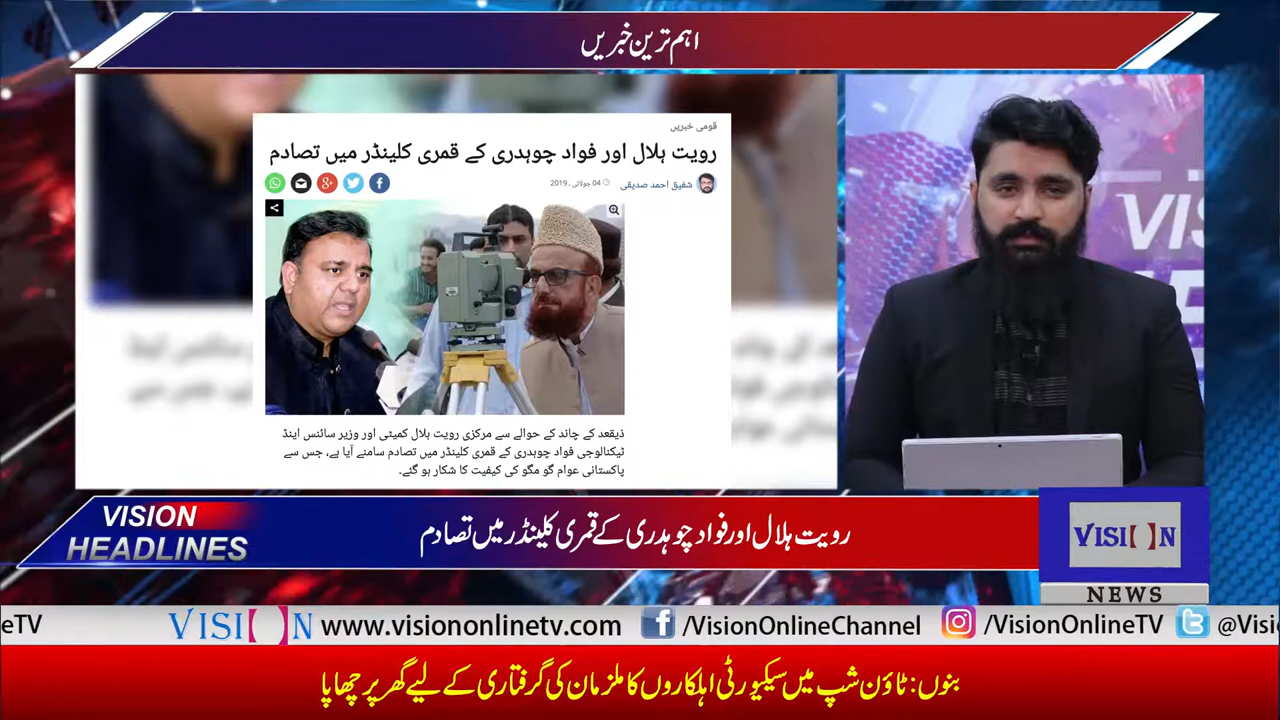 اہم ترین خبریں
قومی خبریں
رویت ہلال اور فواد چوہدری کے قمری کلینڈر میں تصادم
شفیق احمد صدیقی
04 جولائی ، 2019
ذیقعد کے چاند کے حوالے سے مرکزی رویت ہلال کمیٹی اور وزیر سائنس اینڈ
ٹیکنالوجی فواد چوہدری کے قمری کلینڈر میں تصادم سامنے آیا ہے، جس سے
پاکستانی عوام گو مگو کی کیفیت کا شکار ہو گئے۔
VISION
HEADLINES
رویت ہلال اور فواد چوہدری کے قمری کلینڈر میں تصادم
VISI( )N
NEWS
eTV VISI( )N www.visiononlinetv.com /VisionOnlineChannel /VisionOnlineTV @Visi
بنوں: ٹاؤن شپ میں سیکیورٹی اہلکاروں کا ملزمان کی گرفتاری کے لیے گھر پر چھاپا